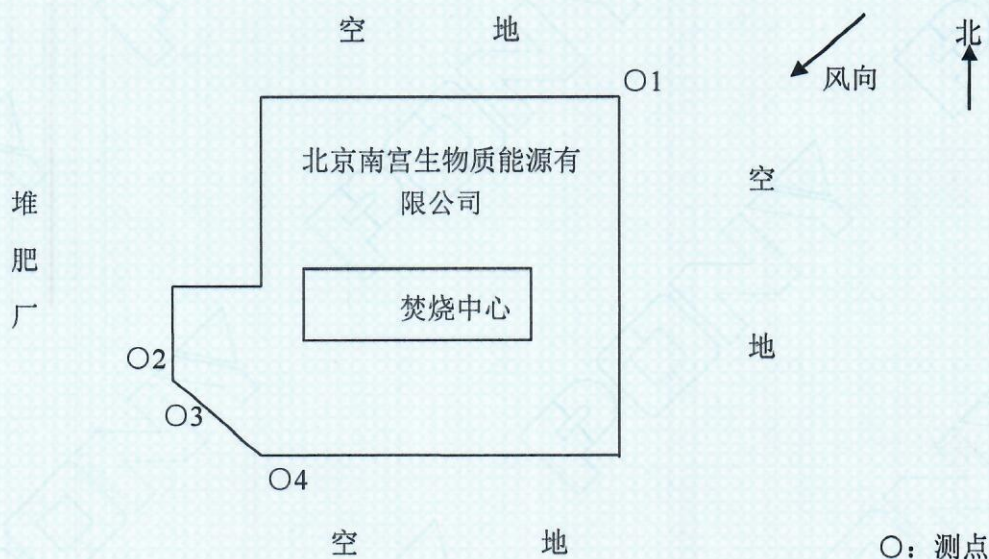 空 地
北
○1
风向
北京南宫生物质能源有
限公司
空
地
堆
肥
厂
焚烧中心
○2
○3
○4
空 地
○：测点